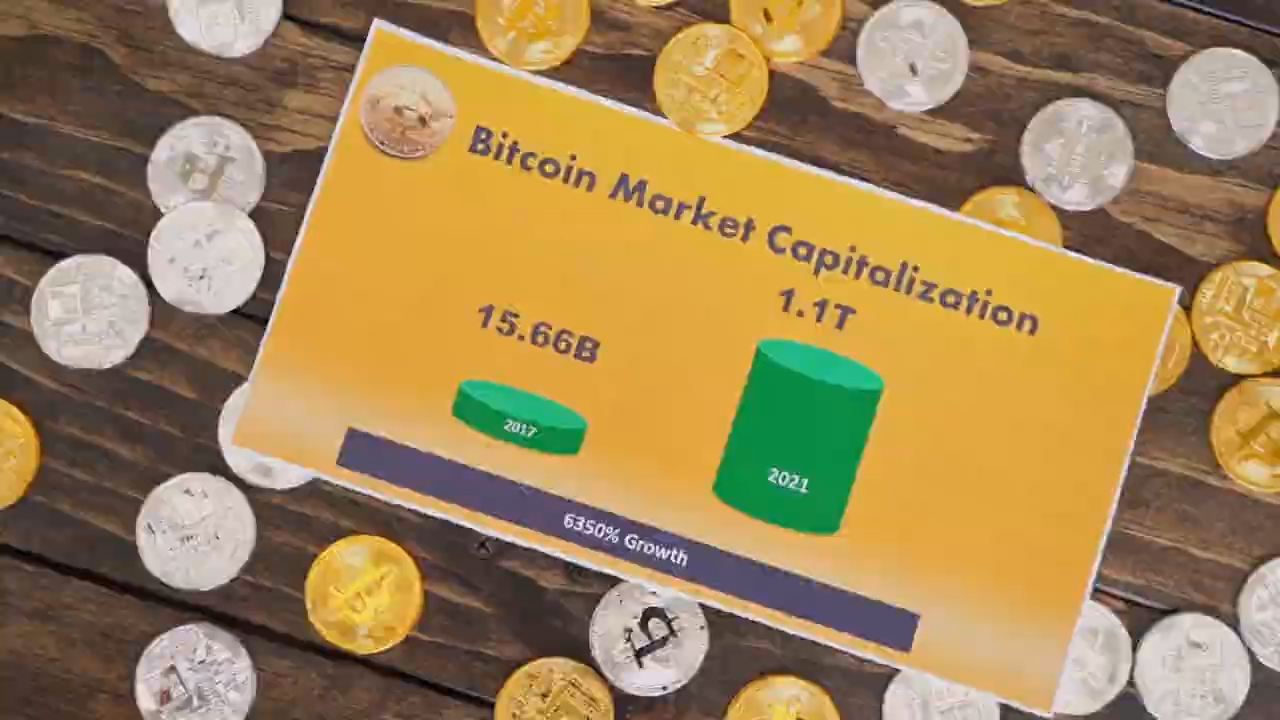 Bitcoin Market Capitalization
15.66B
1.1T
2017
2021
6350% Growth